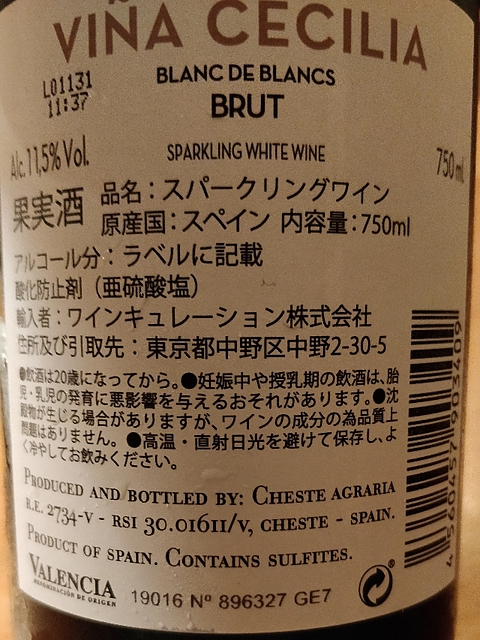 VIÑA CECILIA
L01131
11:37
BLANC DE BLANCS
BRUT
Alc.11,5% Vol.
SPARKLING WHITE WINE
750ml
果実酒
品名：スパークリングワイン
原産国：スペイン 内容量：750ml
アルコール分：ラベルに記載
酸化防止剤（亜硫酸塩）
輸入者：ワインキュレーション株式会社
住所及び引取先：東京都中野区中野2-30-5
●飲酒は20歳になってから。●妊娠中や授乳期の飲酒は、胎
児・乳児の発育に悪影響を与えるおそれがあります。●沈
殿物が生じる場合がありますが、ワインの成分の為品質上
問題はありません。●高温・直射日光を避けて保存し、よ
く冷やしてお飲みください。
PRODUCED AND BOTTLED BY: CHESTE AGRARIA
R.E. 2734-V - RSI 30.01611/V, CHESTE - SPAIN.
PRODUCT OF SPAIN. CONTAINS SULFITES.
VALENCIA
DENOMINACIÓN DE ORIGEN
19016 Nº 896327 GE7
4560457903409